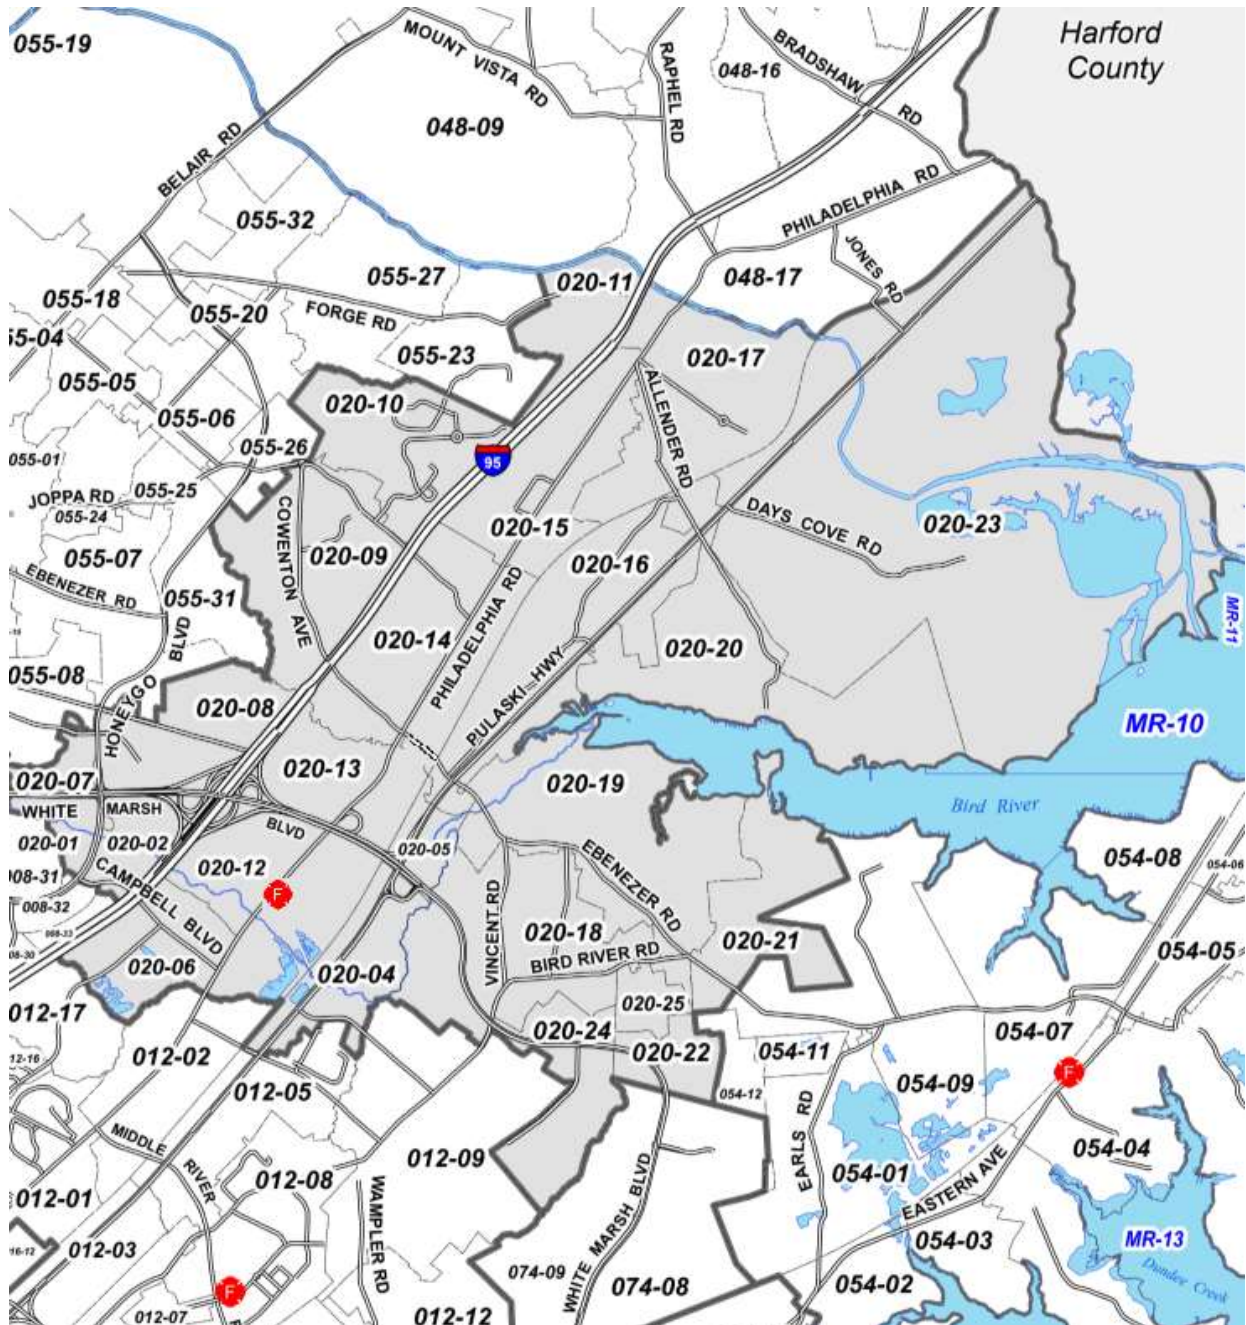 055-19
MOUNT VISTA RD
RAPHEL RD
048-16
BRADSHAW RD
Harford
County
048-09
BELAIR RD
055-32
PHILADELPHIA RD
055-27
020-11
048-17
JONES RD
055-18
055-20
FORGE RD
055-23
020-17
055-05
020-10
ALLENDER RD
055-06
055-26
055-01
95
JOPPA RD
055-25
055-24
COWENTON AVE
020-15
DAYS COVE RD
020-23
055-07
020-09
020-16
EBENEZER RD
055-31
PHILADELPHIA RD
MR-11
020-14
020-20
055-08
HONEYGO BLVD
020-08
PULASKI HWY
MR-10
020-07
020-13
020-19
WHITE MARSH BLVD
Bird River
020-01
020-02
020-05
EBENEZER RD
054-08
054-06
008-31
020-12
CAMPBELL BLVD
F
008-32
VINCENT RD
020-18
020-21
008-33
054-05
008-30
020-06
020-04
BIRD RIVER RD
012-17
020-25
020-24
054-07
012-02
020-22
054-11
12-16
054-09
F
012-05
054-12
MIDDLE RIVER
EARLS RD
054-04
012-09
012-01
012-08
WAMPLER RD
WHITE MARSH BLVD
054-01
EASTERN AVE
012-03
16-12
054-03
MR-13
074-09
074-08
054-02
Dundee Creek
F
012-07
012-12